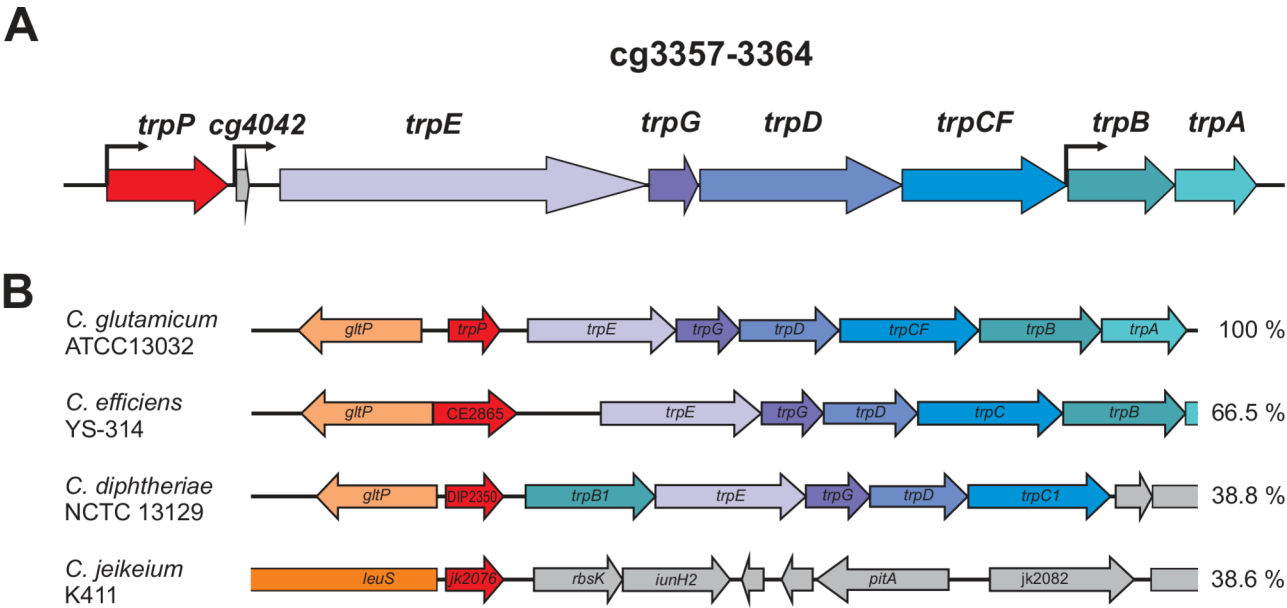 A
cg3357-3364
trpP cg4042 trpE trpG trpD trpCF trpB trpA
B
C. glutamicum
ATCC13032
gltP trpP trpE trpG trpD trpCF trpB trpA 100 %
C. efficiens
YS-314
gltP CE2865 trpE trpG trpD trpC trpB 66.5 %
C. diphtheriae
NCTC 13129
gltP DIP2350 trpB1 trpE trpG trpD trpC1 38.8 %
C. jeikeium
K411
leuS jk2076 rbsK iunH2 pitA jk2082 38.6 %